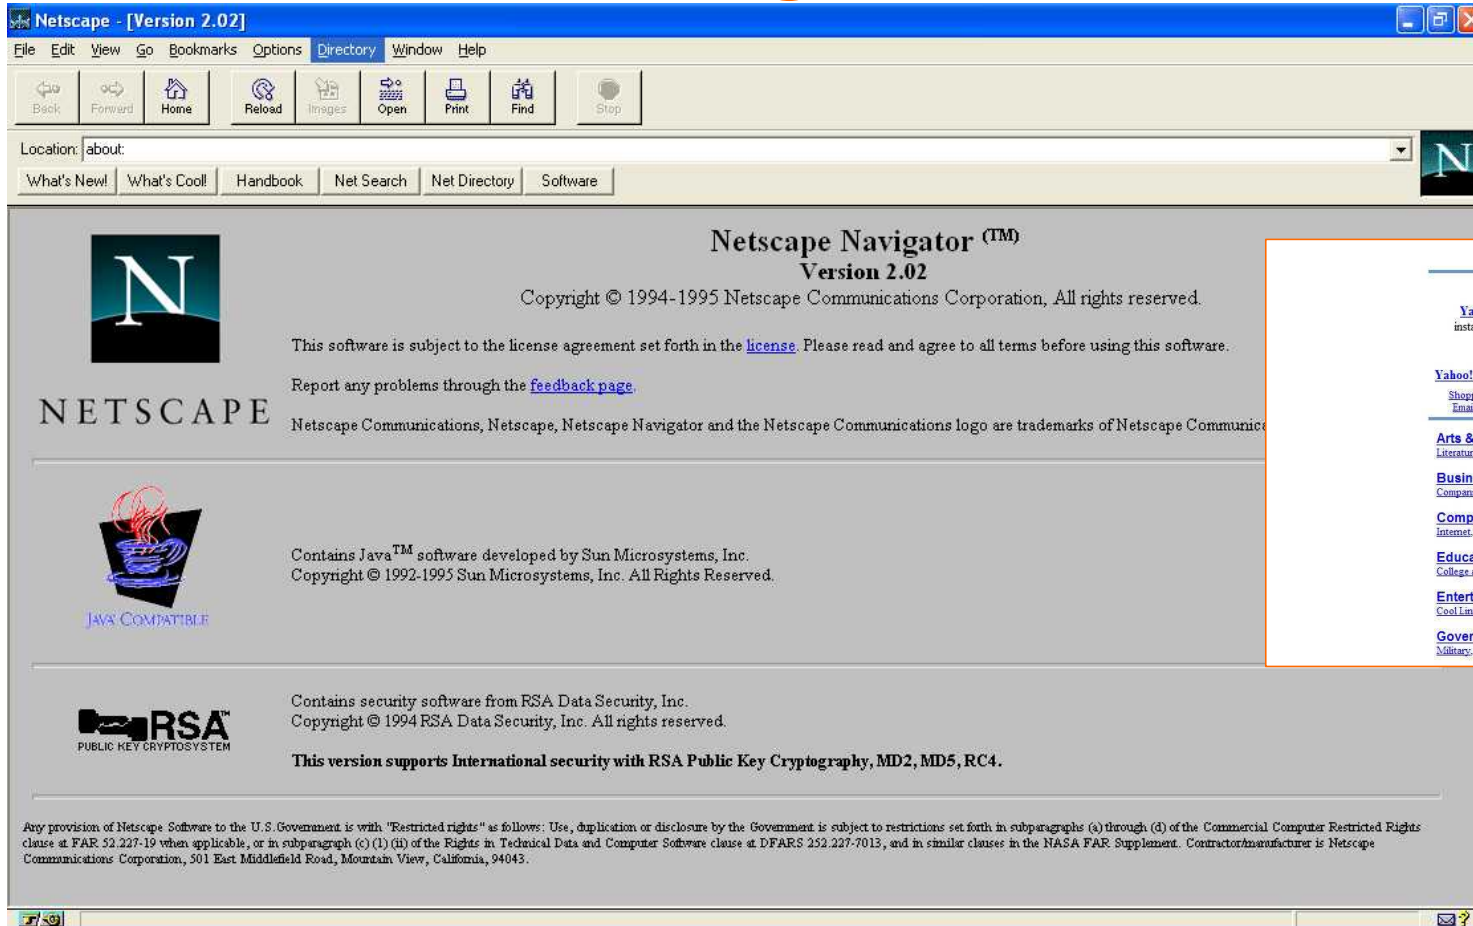 Netscape - [Version 2.02]
File Edit View Go Bookmarks Options Directory Window Help
Back Forward Home Reload Images Open Print Find Stop
Location: about:
What's New! What's Cool! Handbook Net Search Net Directory Software
N
N
NETSCAPE
Netscape Navigator (TM)
Version 2.02
Copyright © 1994-1995 Netscape Communications Corporation, All rights reserved.
This software is subject to the license agreement set forth in the license. Please read and agree to all terms before using this software.
Report any problems through the feedback page.
Netscape Communications, Netscape, Netscape Navigator and the Netscape Communications logo are trademarks of Netscape
JAVA COMPATIBLE
Contains Java™ software developed by Sun Microsystems, Inc.
Copyright © 1992-1995 Sun Microsystems, Inc. All Rights Reserved.
RSA™
PUBLIC KEY CRYPTOSYSTEM
Contains security software from RSA Data Security, Inc.
Copyright © 1994 RSA Data Security, Inc. All rights reserved.
This version supports International security with RSA Public Key Cryptography, MD2, MD5, RC4.
Any provision of Netscape Software to the U.S.Government is with "Restricted rights" as follows: Use, duplication or disclosure by the Government is subject to restrictions set forth in subparagraphs (a) through (d) of the Commercial Computer Restricted Rights
clause at FAR 52.227-19 when applicable, or in subparagraph (c) (1) (ii) of the Rights in Technical Data and Computer Software clause at DFARS 252.227-7013, and in similar clauses in the NASA FAR Supplement. Contractor/manufacturer is Netscape
Communications Corporation, 501 East Middlefield Road, Mountain View, California, 94043.
Yahoo!
Arts &